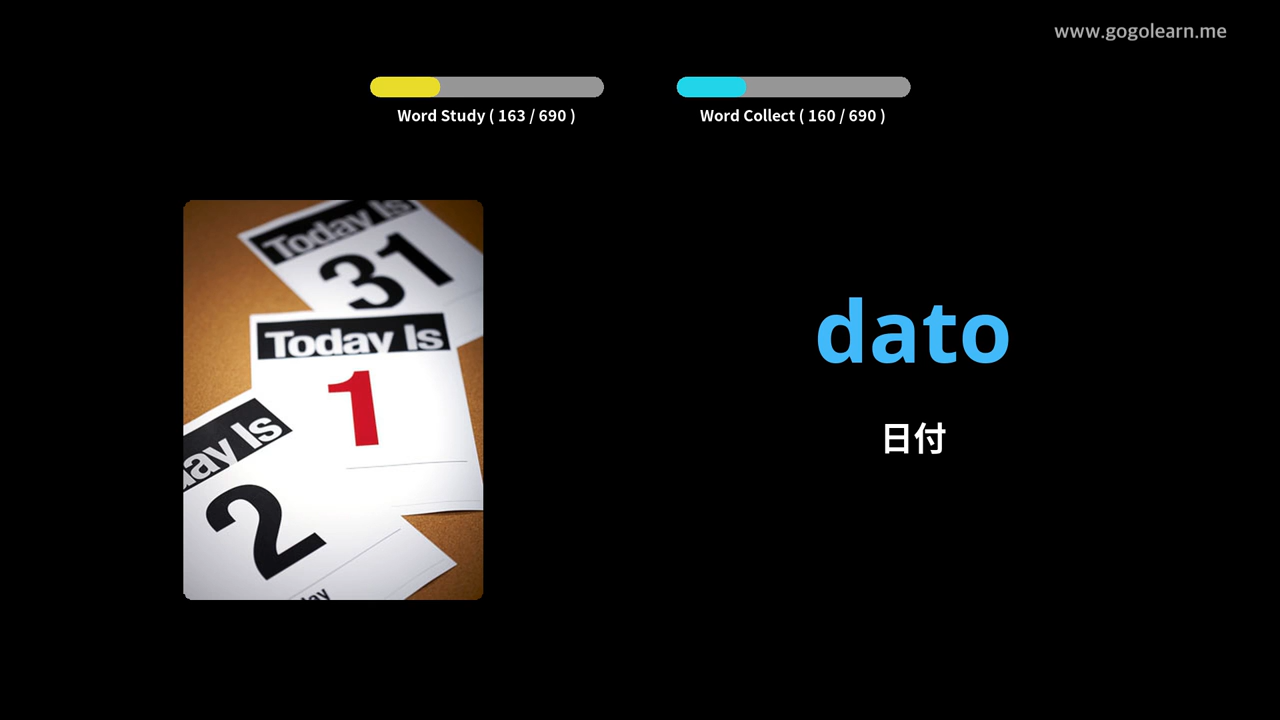 www.gogolearn.me
Word Study ( 163 / 690 )
Word Collect ( 160 / 690 )
Today Is
31
Today Is
1
day Is
2
dato
日付